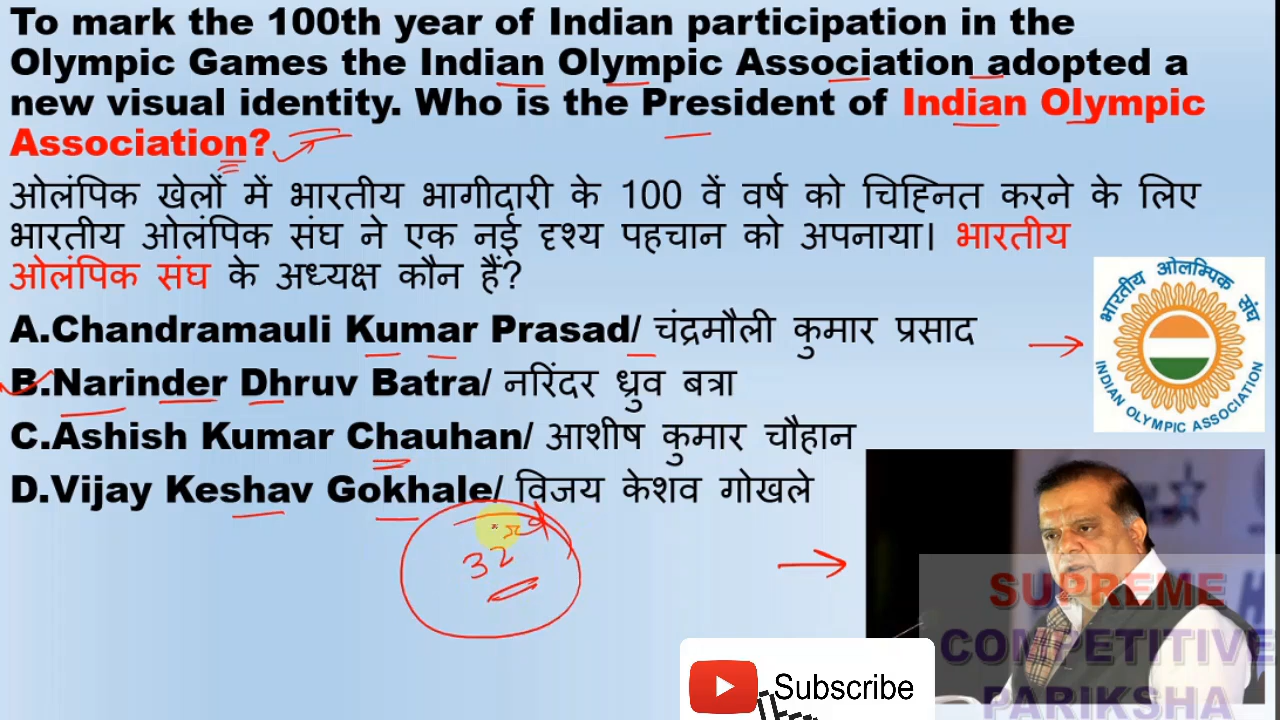 To mark the 100th year of Indian participation in the
Olympic Games the Indian Olympic Association adopted a
new visual identity. Who is the President of Indian Olympic
Association?
ओलंपिक खेलों में भारतीय भागीदारी के 100 वें वर्ष को चिह्नित करने के लिए
भारतीय ओलंपिक संघ ने एक नई दृश्य पहचान को अपनाया। भारतीय
ओलंपिक संघ के अध्यक्ष कौन हैं?
A.Chandramauli Kumar Prasad/ चंद्रमौली कुमार प्रसाद
B.Narinder Dhruv Batra/ नरिंदर ध्रुव बत्रा
C.Ashish Kumar Chauhan/ आशीष कुमार चौहान
D.Vijay Keshav Gokhale/ विजय केशव गोखले
भारतीय ओलम्पिक संघ
INDIAN OLYMPIC ASSOCIATION
32
SUPREME
COMPETITIVE
PARIKSHA
Subscribe